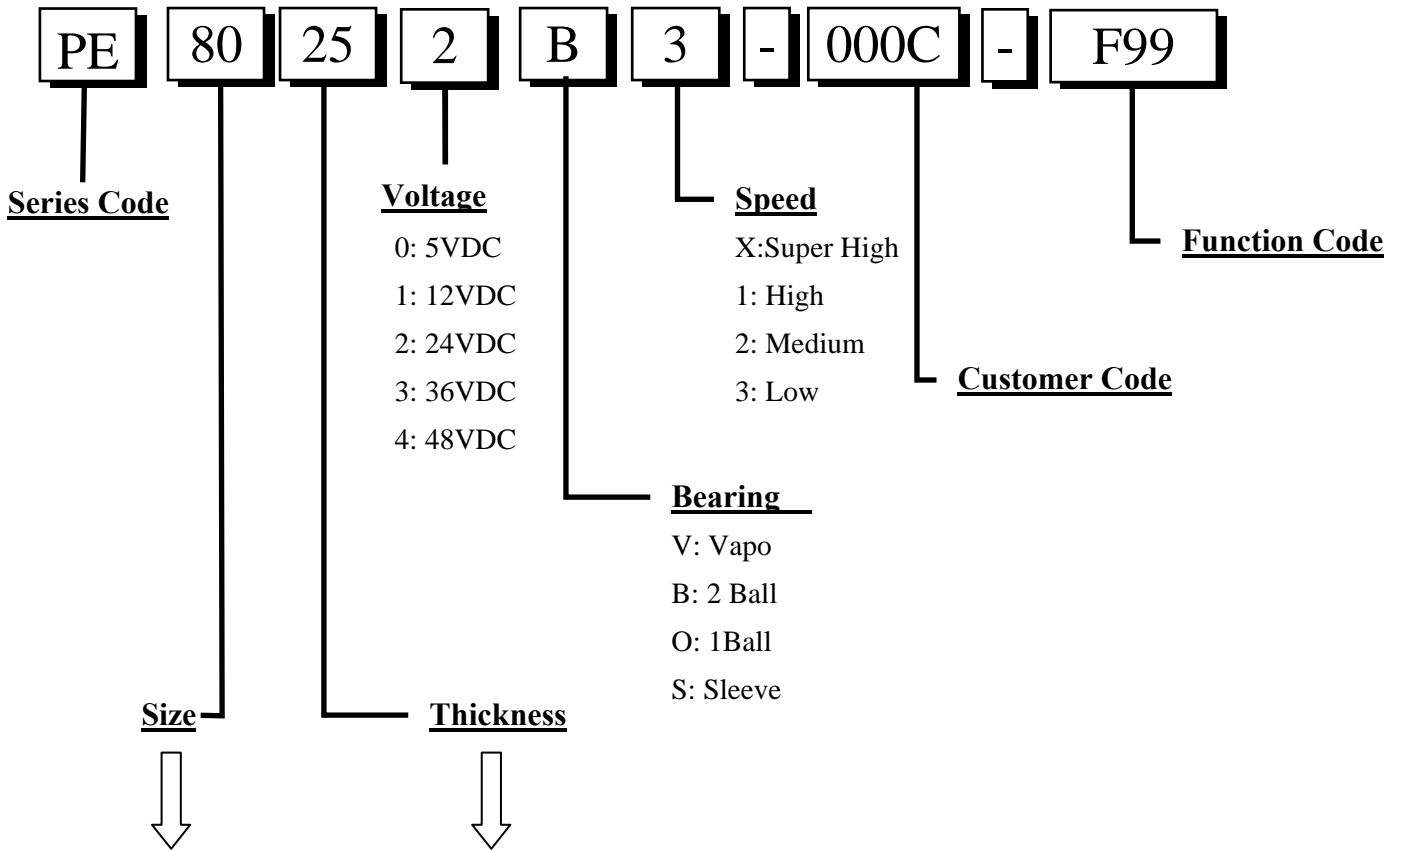 PE 80 25 2 B 3 - 000C - F99
Series Code
Voltage
0: 5VDC
1: 12VDC
2: 24VDC
3: 36VDC
4: 48VDC
Speed
X:Super High
1: High
2: Medium
3: Low
Function Code
Customer Code
Bearing
V: Vapo
B: 2 Ball
O: 1Ball
S: Sleeve
Size
Thickness